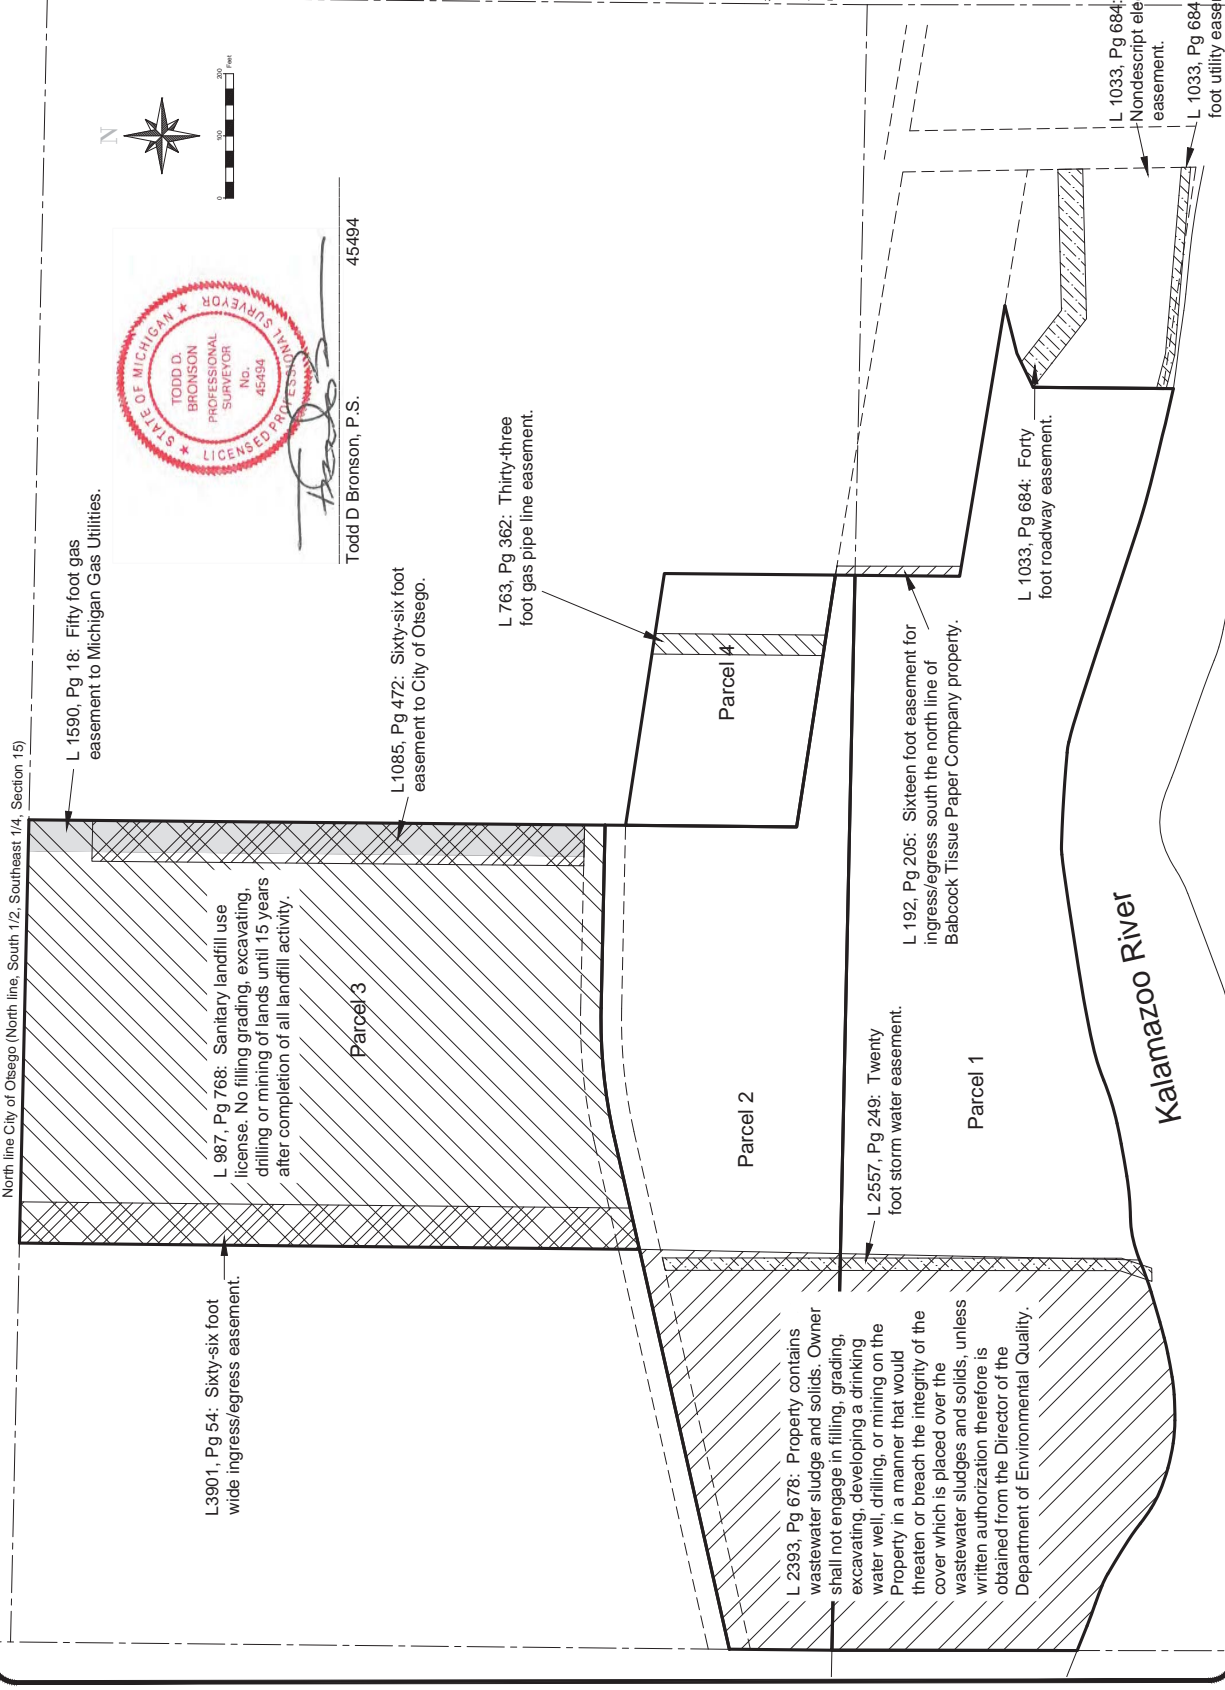 North line City of Otsego (North line, South 1/2, Southeast 1/4, Section 15)
L 1590, Pg 18: Fifty foot gas
easement to Michigan Gas Utilities.
STATE OF MICHIGAN
LICENSED PROFESSIONAL SURVEYOR
TODD D.
BRONSON
PROFESSIONAL
SURVEYOR
No.
45494
Todd D Bronson, P.S.
45494
N
0
100
200
Feet
L3901, Pg 54: Sixty-six foot
wide ingress/egress easement.
L 987, Pg 768: Sanitary landfill use
license. No filling grading, excavating,
drilling or mining of lands until 15 years
after completion of all landfill activity.
Parcel 3
L1085, Pg 472: Sixty-six foot
easement to City of Otsego.
L 763, Pg 362: Thirty-three
foot gas pipe line easement.
Parcel 4
Parcel 2
L 2393, Pg 678: Property contains
wastewater sludge and solids. Owner
shall not engage in filling, grading,
excavating, developing a drinking
water well, drilling, or mining on the
Property in a manner that would
threaten or breach the integrity of the
cover which is placed over the
wastewater sludges and solids, unless
written authorization therefore is
obtained from the Director of the
Department of Environmental Quality.
L 2557, Pg 249: Twenty
foot storm water easement.
Parcel 1
L 192, Pg 205: Sixteen foot easement for
ingress/egress south the north line of
Babcock Tissue Paper Company property.
L 1033, Pg 684: Forty
foot roadway easement.
L 1033, Pg 684:
Nondescript ele
easement.
L 1033, Pg 684
foot utility ease
Kalamazoo River